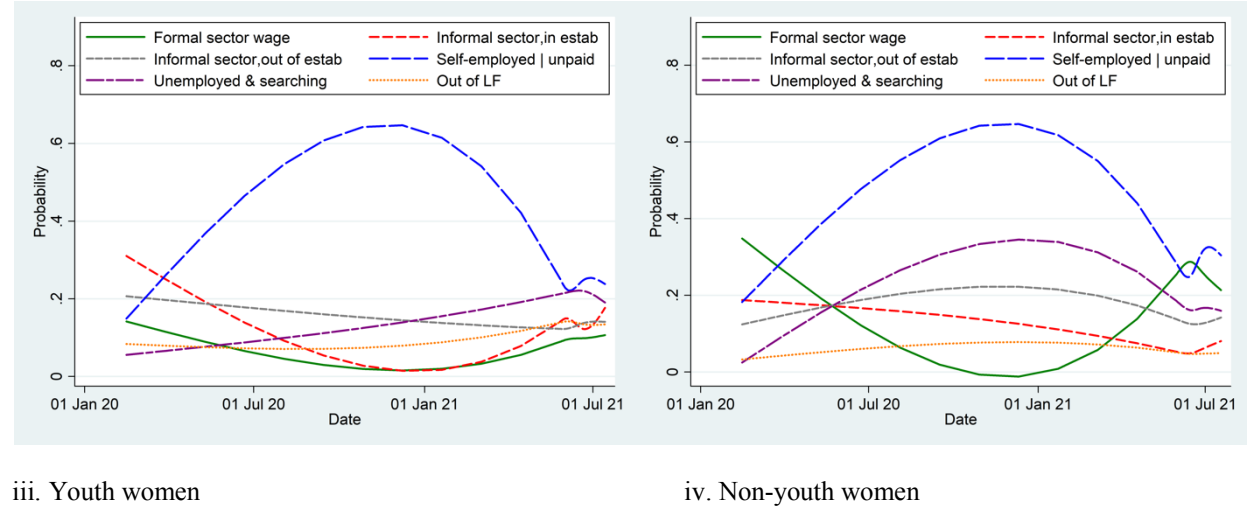 Formal sector wage
Informal sector,in estab
Informal sector,out of estab
Self-employed | unpaid
Unemployed & searching
Out of LF
Probability
.8
.6
.4
.2
0
01 Jan 20
01 Jul 20
01 Jan 21
01 Jul 21
Date
Formal sector wage
Informal sector,in estab
Informal sector,out of estab
Self-employed | unpaid
Unemployed & searching
Out of LF
Probability
.8
.6
.4
.2
0
01 Jan 20
01 Jul 20
01 Jan 21
01 Jul 21
Date
iii. Youth women
iv. Non-youth women